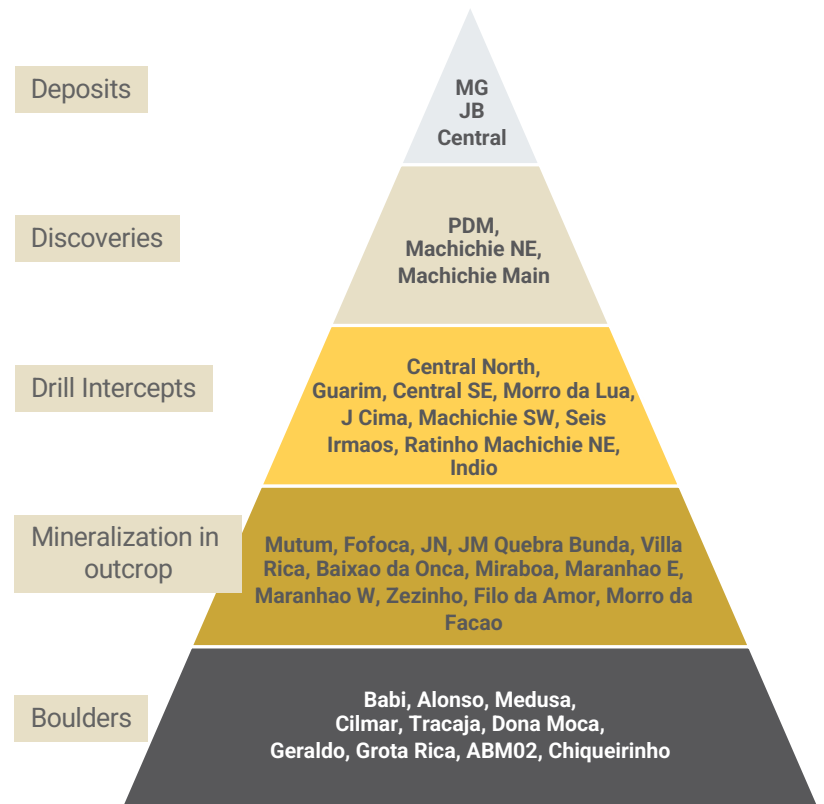 Deposits
MG
JB
Central
Discoveries
PDM,
Machichie NE,
Machichie Main
Drill Intercepts
Central North,
Guarim, Central SE, Morro da Lua,
J Cima, Machichie SW, Seis
Irmaos, Ratinho Machichie NE,
Indio
Mineralization in
outcrop
Mutum, Fofoca, JN, JM Quebra Bunda, Villa
Rica, Baixao da Onca, Miraboa, Maranhao E,
Maranhao W, Zezinho, Filo da Amor, Morro da
Facao
Boulders
Babi, Alonso, Medusa,
Cilmar, Tracaja, Dona Moca,
Geraldo, Grota Rica, ABM02, Chiqueirinho